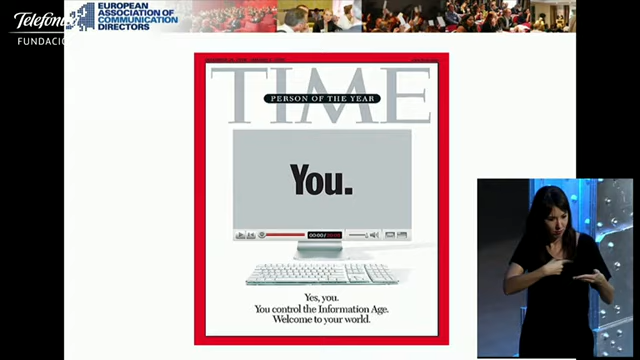 Telefónica
FUNDACIÓ
EUROPEAN
ASSOCIATION OF
COMMUNICATION
DIRECTORS
TIME
PERSON OF THE YEAR
You.
Yes, you.
You control the Information Age.
Welcome to your world.